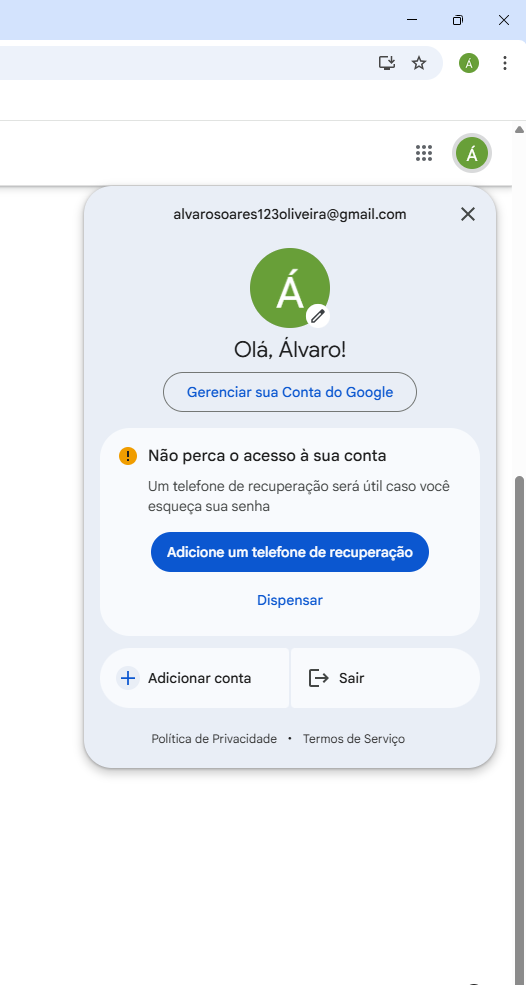 Á
Á
alvarosoares123oliveira@gmail.com
Á
Olá, Álvaro!
Gerenciar sua Conta do Google
Não perca o acesso à sua conta
Um telefone de recuperação será útil caso você
esqueça sua senha
Adicione um telefone de recuperação
Dispensar
Adicionar conta
Sair
Política de Privacidade • Termos de Serviço